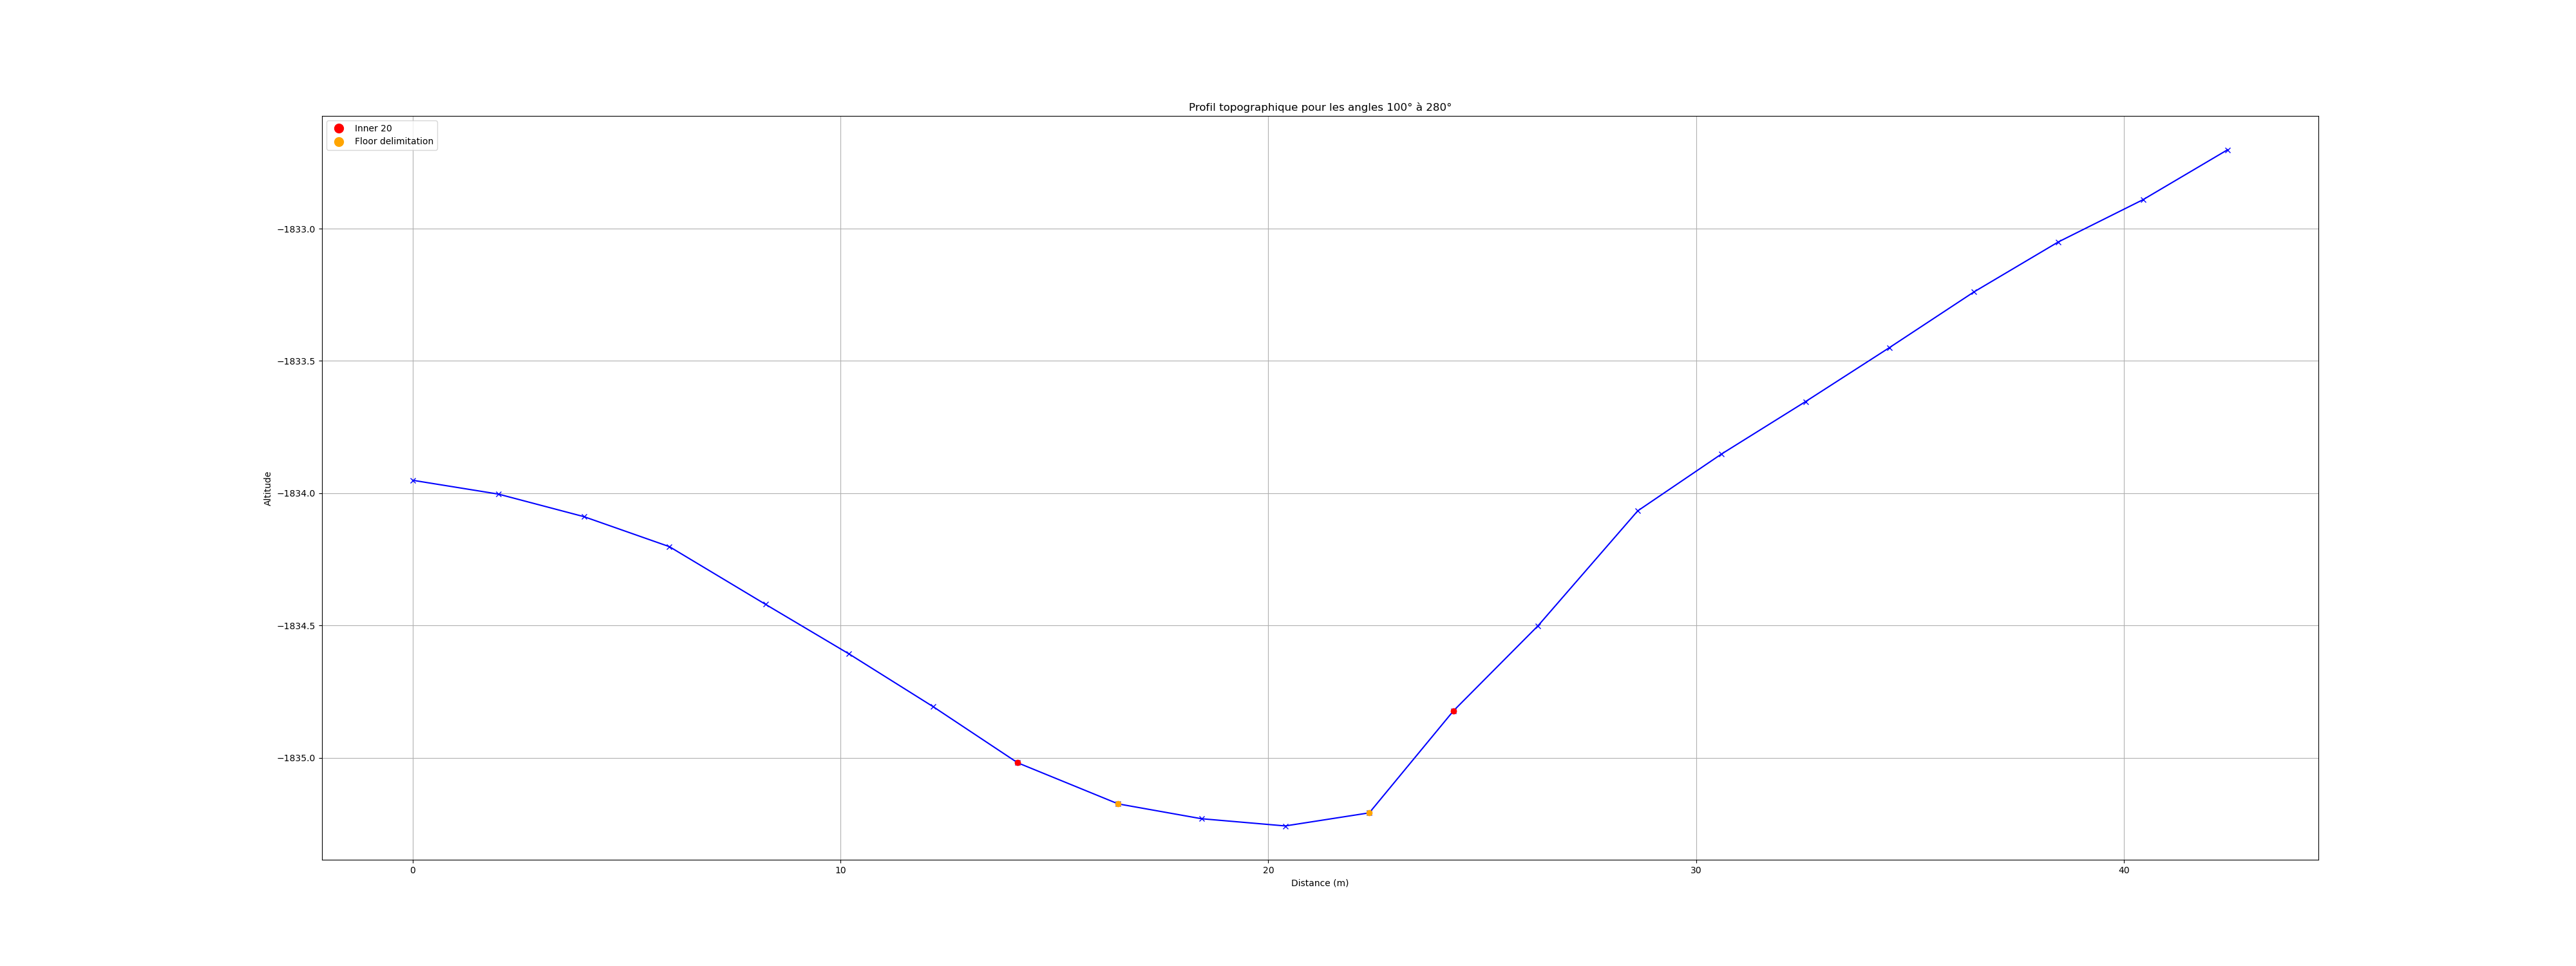 Profil topographique pour les angles 100° à 280°
Inner 20
Floor delimitation
−1833.0
−1833.5
−1834.0
−1834.5
−1835.0
Altitude
0 10 20 30 40
Distance (m)